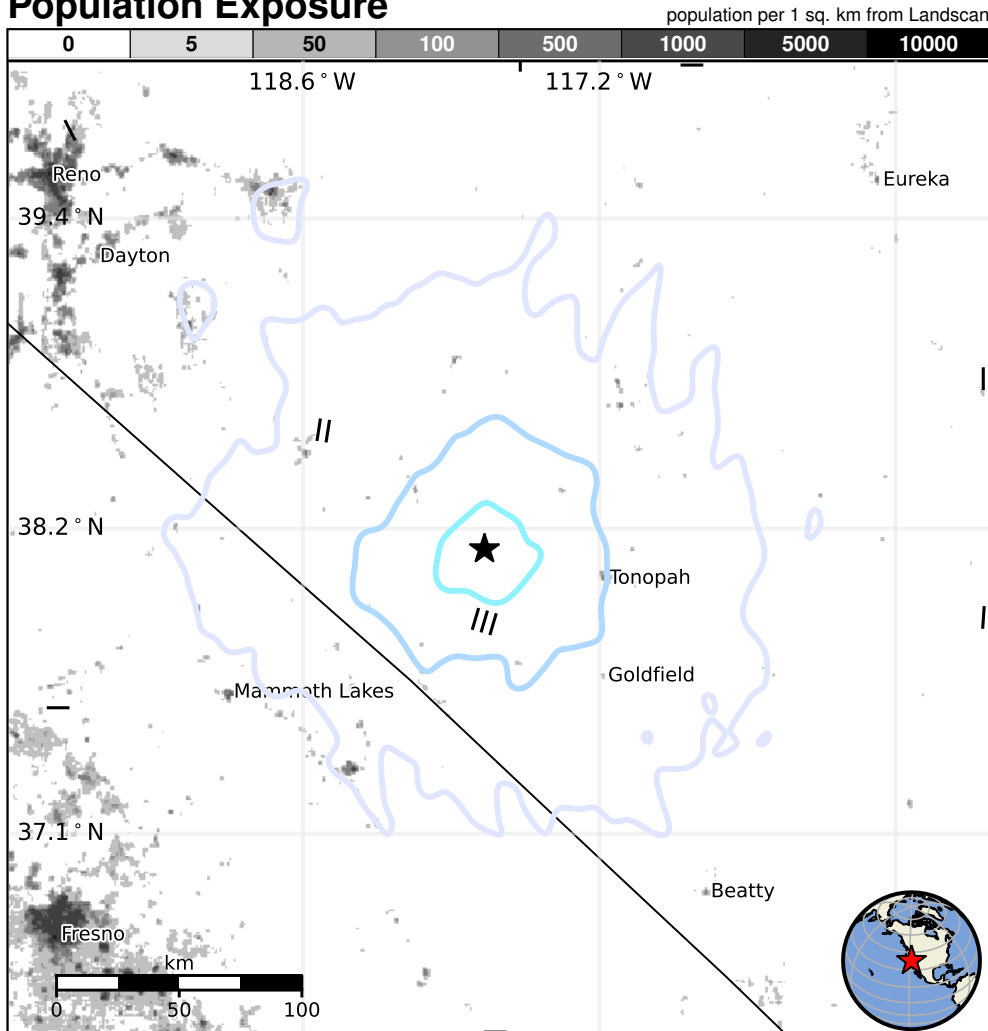 Population Exposure
population per 1 sq. km from Landscan
0 5 50 100 500 1000 5000 10000
118.6°W 117.2°W
Reno
Eureka
39.4°N
Dayton
II
38.2°N
Tonopah
III
Goldfield
Mammoth Lakes
37.1°N
Beatty
Fresno
km
0 50 100